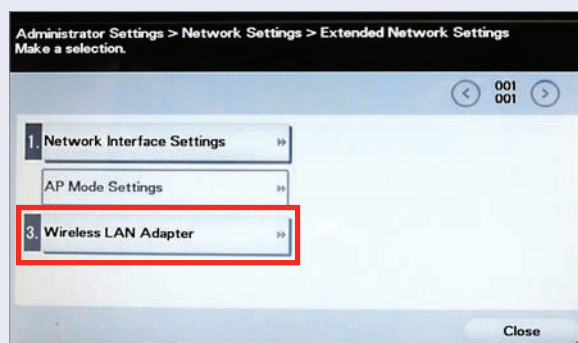 Administrator Settings > Network Settings > Extended Network Settings
Make a selection.
001
001
1. Network Interface Settings
AP Mode Settings
3. Wireless LAN Adapter
Close